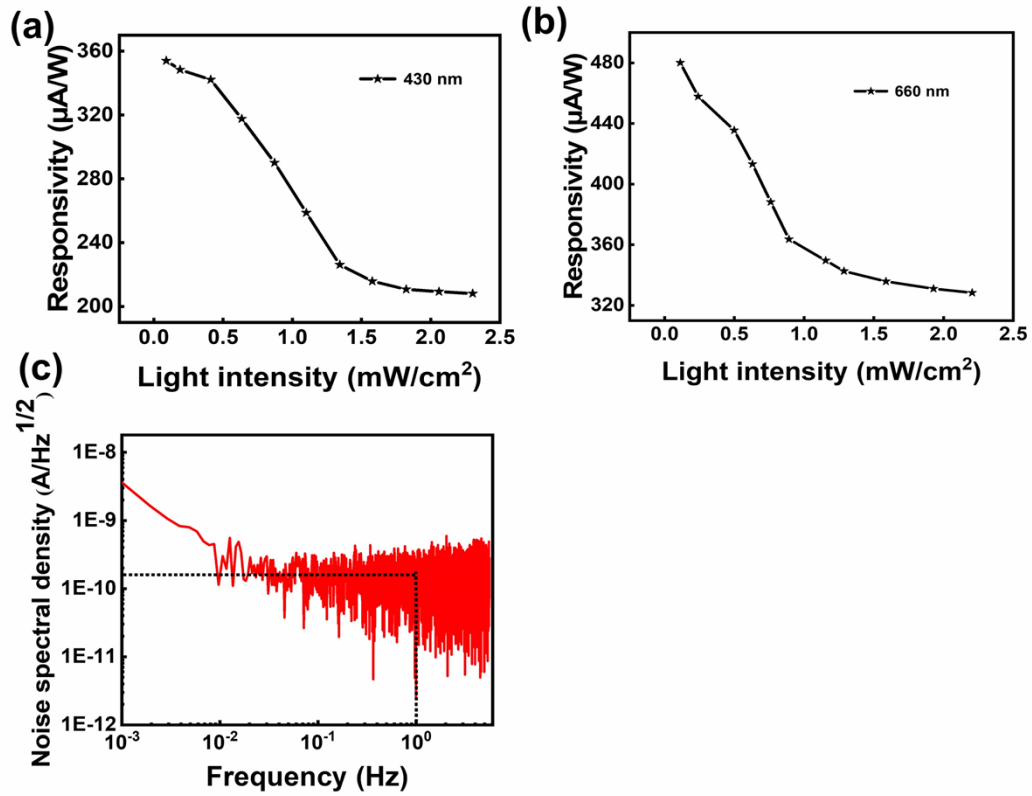 (a)
Responsivity (µA/W)
360
320
280
240
200
430 nm
0.0 0.5 1.0 1.5 2.0 2.5
Light intensity (mW/cm²)
(b)
Responsivity (µA/W)
480
440
400
360
320
660 nm
0.0 0.5 1.0 1.5 2.0 2.5
Light intensity (mW/cm²)
(c)
Noise spectral density (A/Hz^1/2)
1E-8
1E-9
1E-10
1E-11
1E-12
10⁻³ 10⁻² 10⁻¹ 10⁰
Frequency (Hz)